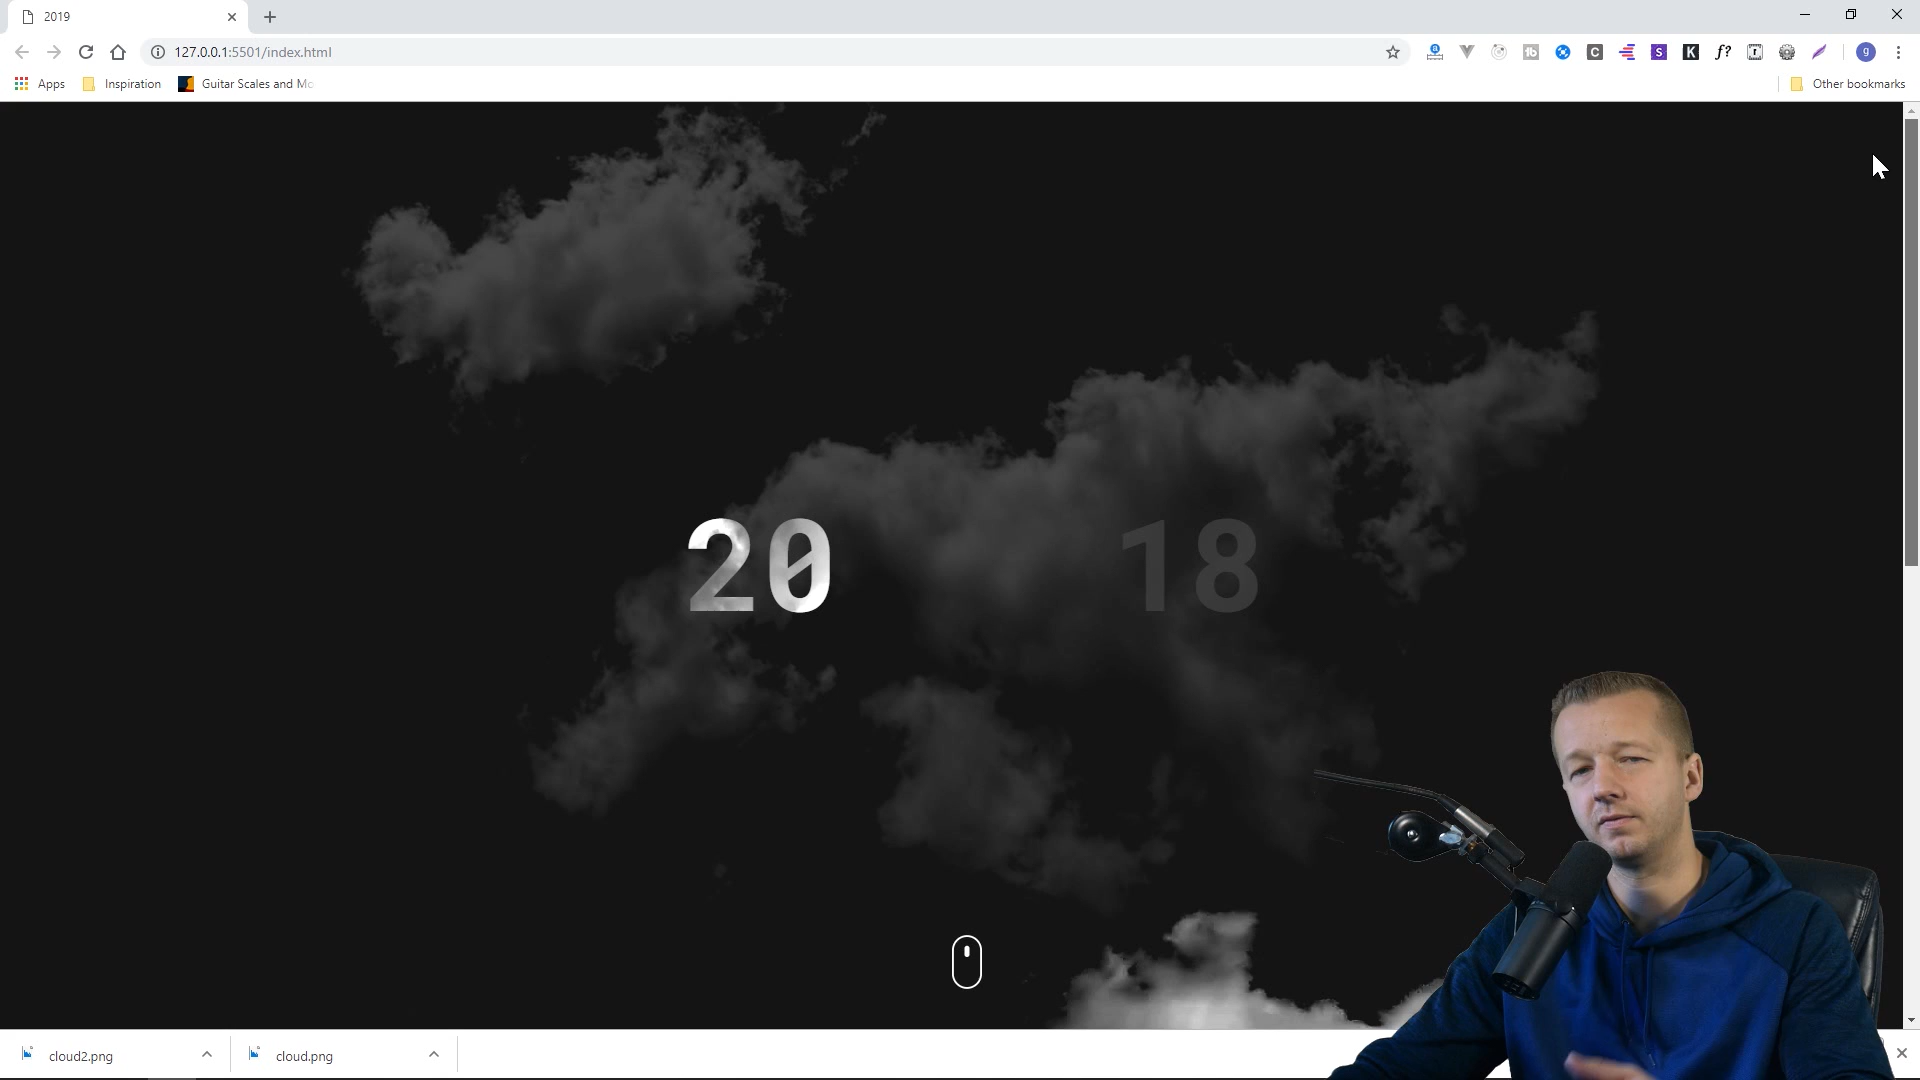 2019
127.0.0.1:5501/index.html
g
Apps
Inspiration
Guitar Scales and Mo
Other bookmarks
20 18
cloud2.png
cloud.png